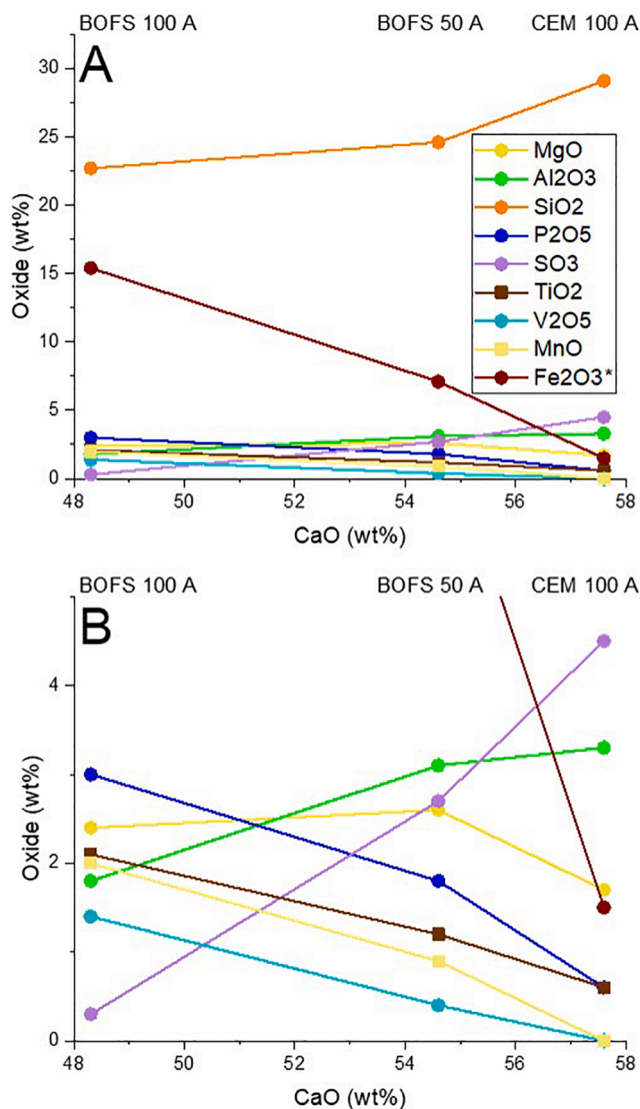 BOFS 100 A BOFS 50 A CEM 100 A
A
30
25
20
15
10
5
0
Oxide (wt%)
MgO
Al2O3
SiO2
P2O5
SO3
TiO2
V2O5
MnO
Fe2O3*
48 50 52 54 56 58
CaO (wt%)
BOFS 100 A BOFS 50 A CEM 100 A
B
4
2
0
Oxide (wt%)
48 50 52 54 56 58
CaO (wt%)